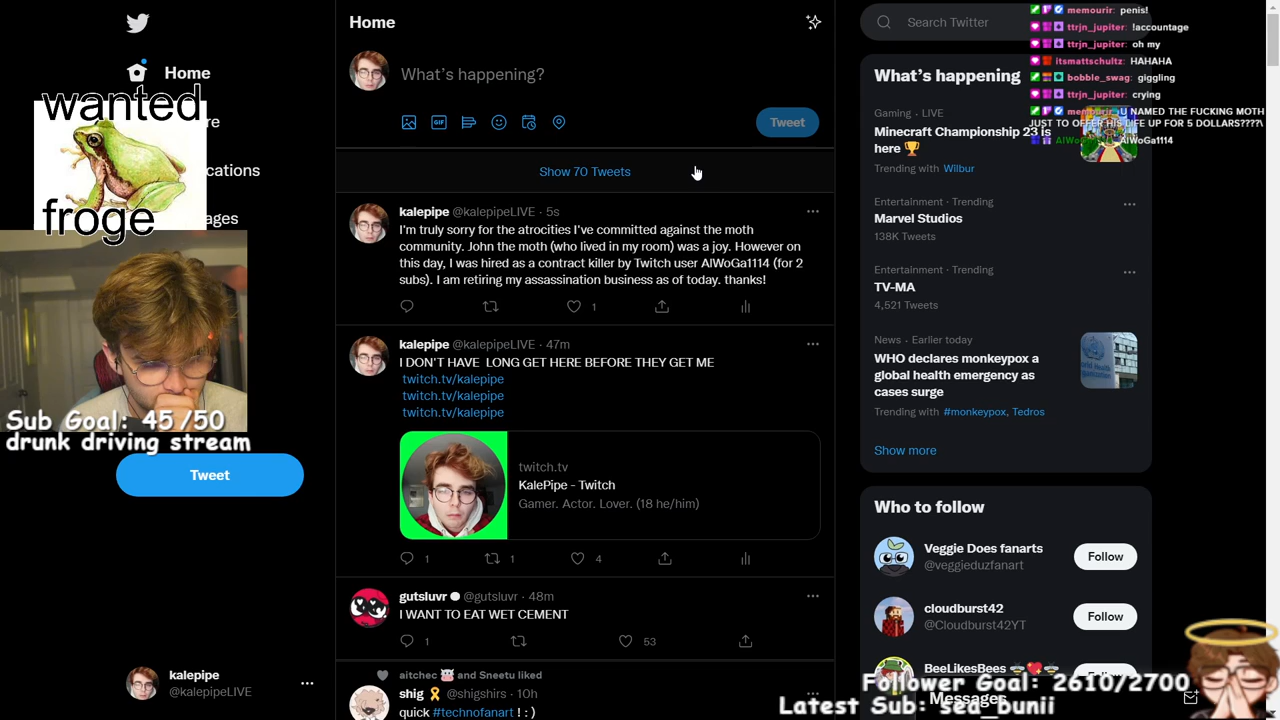 Home
wanted
froge
Sub Goal: 45/50
drunk driving stream
Tweet
kalepipe
@kalepipeLIVE
Home
What's happening?
Tweet
Show 70 Tweets
kalepipe @kalepipeLIVE · 5s
I'm truly sorry for the atrocities I've committed against the moth
community. John the moth (who lived in my room) was a joy. However on
this day, I was hired as a contract killer by Twitch user AlWoGa1114 (for 2
subs). I am retiring my assassination business as of today. thanks!
1
kalepipe @kalepipeLIVE · 47m
I DON'T HAVE LONG GET HERE BEFORE THEY GET ME
twitch.tv/kalepipe
twitch.tv/kalepipe
twitch.tv/kalepipe
twitch.tv
KalePipe - Twitch
Gamer. Actor. Lover. (18 he/him)
1 1 4
gutsluvr @gutsluvr · 48m
I WANT TO EAT WET CEMENT
1 53
aitchec and Sneetu liked
shig @shigshirs · 10h
quick #technofanart ! : )
Search Twitter
memourir: penis!
ttrjn_jupiter: !accountage
ttrjn_jupiter: oh my
itsmattschultz: HAHAHA
bobble_swag: giggling
ttrjn_jupiter: crying
memourir: U NAMED THE FUCKING MOTH
JUST TO OFFER HIS LIFE UP FOR 5 DOLLARS????\
AlWoGa1114
What's happening
Gaming · LIVE
Minecraft Championship 23 is
here
Trending with Wilbur
Entertainment · Trending
Marvel Studios
138K Tweets
Entertainment · Trending
TV-MA
4,521 Tweets
News · Earlier today
WHO declares monkeypox a
global health emergency as
cases surge
Trending with #monkeypox, Tedros
Show more
Who to follow
Veggie Does fanarts
@veggieduzfanart
Follow
cloudburst42
@Cloudburst42YT
Follow
BeeLikesBees
Follower Goal: 2610/2700
Messages
Latest Sub: sea_bunii